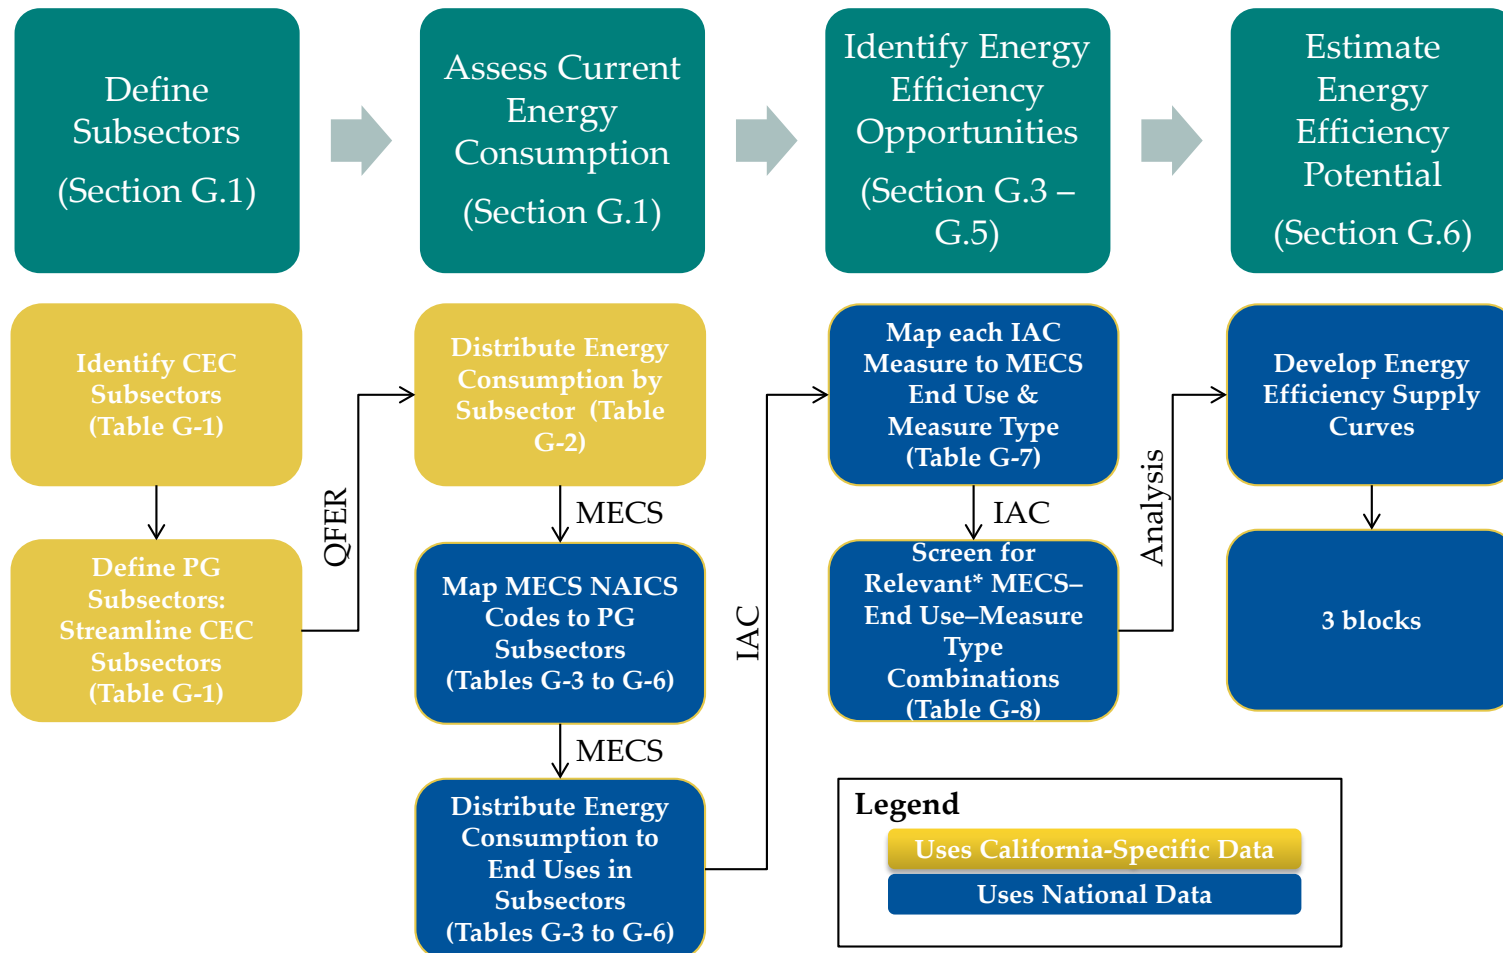 Define
Subsectors
(Section G.1)
Assess Current
Energy
Consumption
(Section G.1)
Identify Energy
Efficiency
Opportunities
(Section G.3 –
G.5)
Estimate
Energy
Efficiency
Potential
(Section G.6)
Identify CEC
Subsectors
(Table G-1)
Define PG
Subsectors:
Streamline CEC
Subsectors
(Table G-1)
QFER
Distribute Energy
Consumption by
Subsector (Table
G-2)
MECS
Map MECS NAICS
Codes to PG
Subsectors
(Tables G-3 to G-6)
MECS
Distribute Energy
Consumption to
End Uses in
Subsectors
(Tables G-3 to G-6)
IAC
Map each IAC
Measure to MECS
End Use &
Measure Type
(Table G-7)
IAC
Screen for
Relevant* MECS–
End Use–Measure
Type
Combinations
(Table G-8)
Analysis
Develop Energy
Efficiency Supply
Curves
3 blocks
Legend
Uses California-Specific Data
Uses National Data